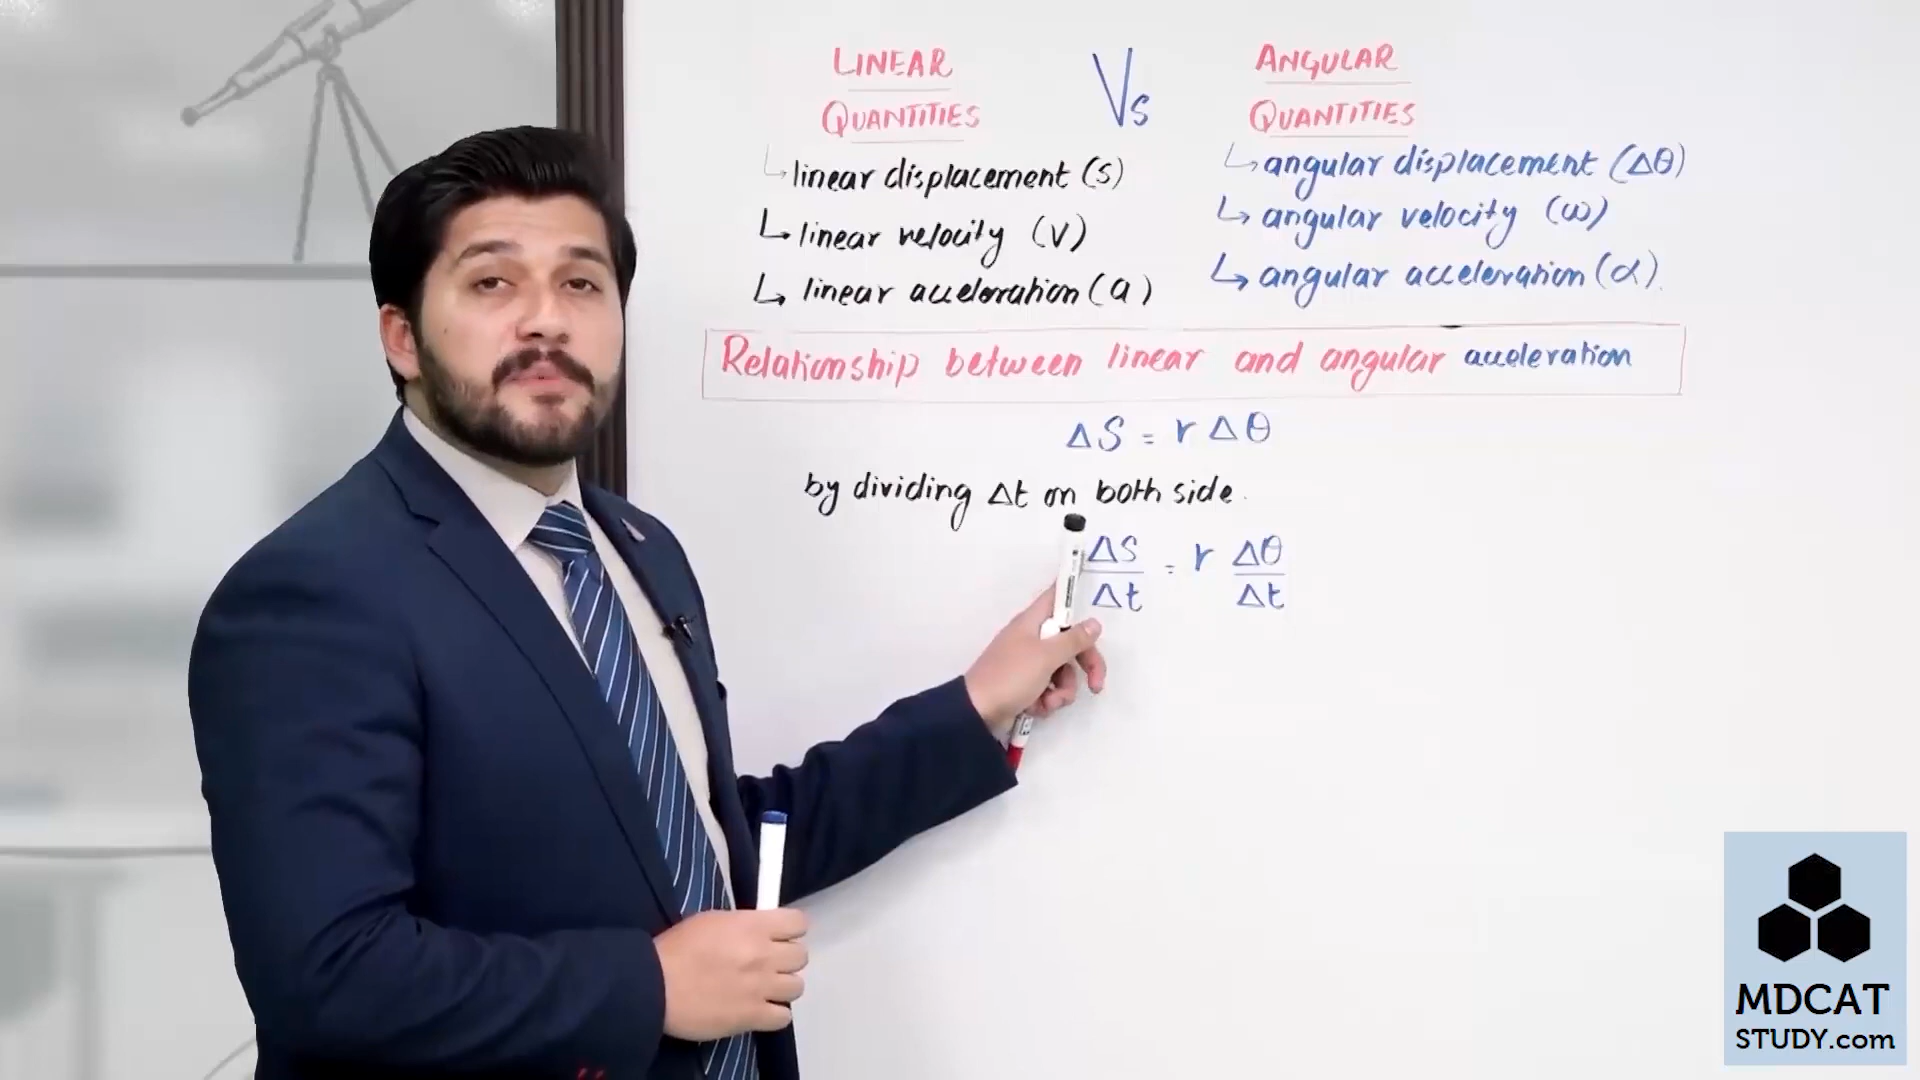 LINEAR Vs ANGULAR
QUANTITIES QUANTITIES
↳ linear displacement (s)
↳ linear velocity (v)
↳ linear acceleration (a)
↳ angular displacement (Δθ)
↳ angular velocity (ω)
↳ angular acceleration (α).
Relationship between linear and angular acceleration
ΔS = r Δθ
by dividing Δt on both side.
ΔS/Δt = r Δθ/Δt
MDCAT
STUDY.com